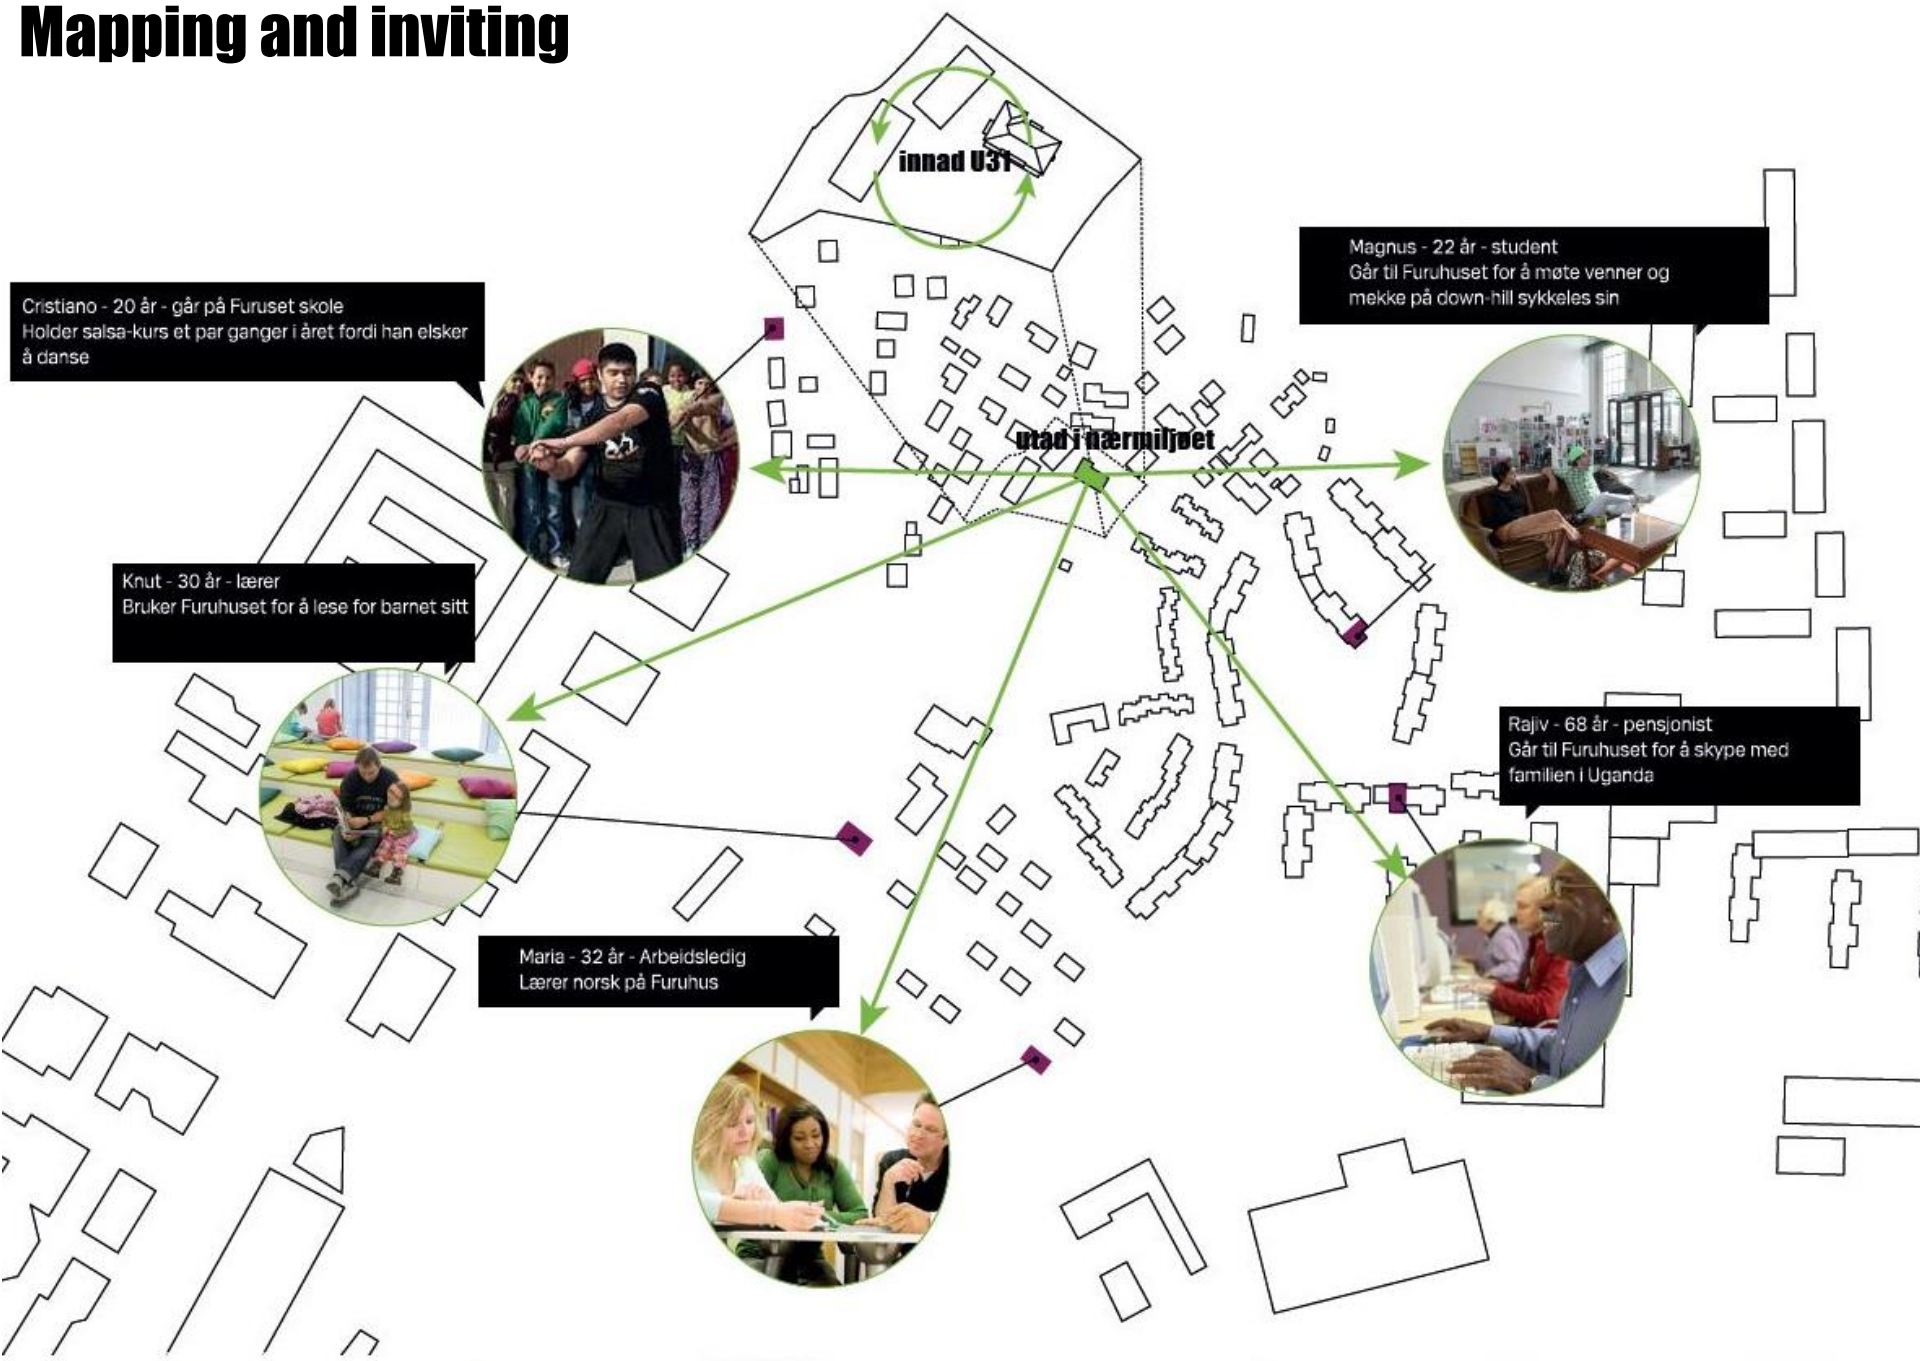 Mapping and inviting
innad U31
Magnus - 22 år - student
Går til Furuhuset for å møte venner og
mekke på down-hill sykkeles sin
Cristiano - 20 år - går på Furuset skole
Holder salsa-kurs et par ganger i året fordi han elsker
å danse
utad i nærmiljøet
Knut - 30 år - lærer
Bruker Furuhuset for å lese for barnet sitt
Rajiv - 68 år - pensjonist
Går til Furuhuset for å skype med
familien i Uganda
Maria - 32 år - Arbeidsledig
Lærer norsk på Furuhus